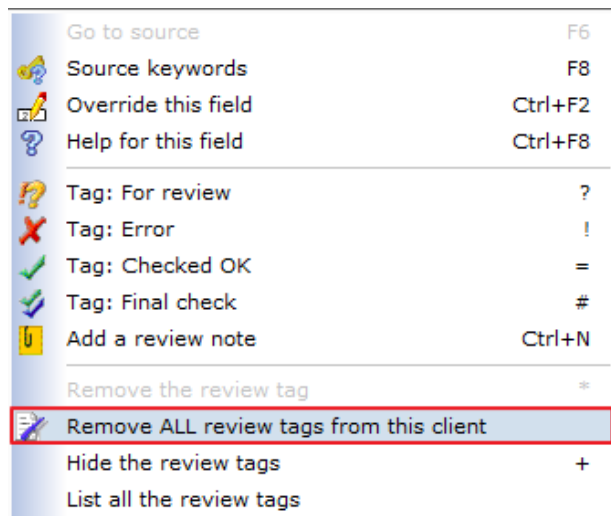 Go to source F6
Source keywords F8
Override this field Ctrl+F2
Help for this field Ctrl+F8
Tag: For review ?
Tag: Error !
Tag: Checked OK =
Tag: Final check #
Add a review note Ctrl+N
Remove the review tag *
Remove ALL review tags from this client
Hide the review tags +
List all the review tags